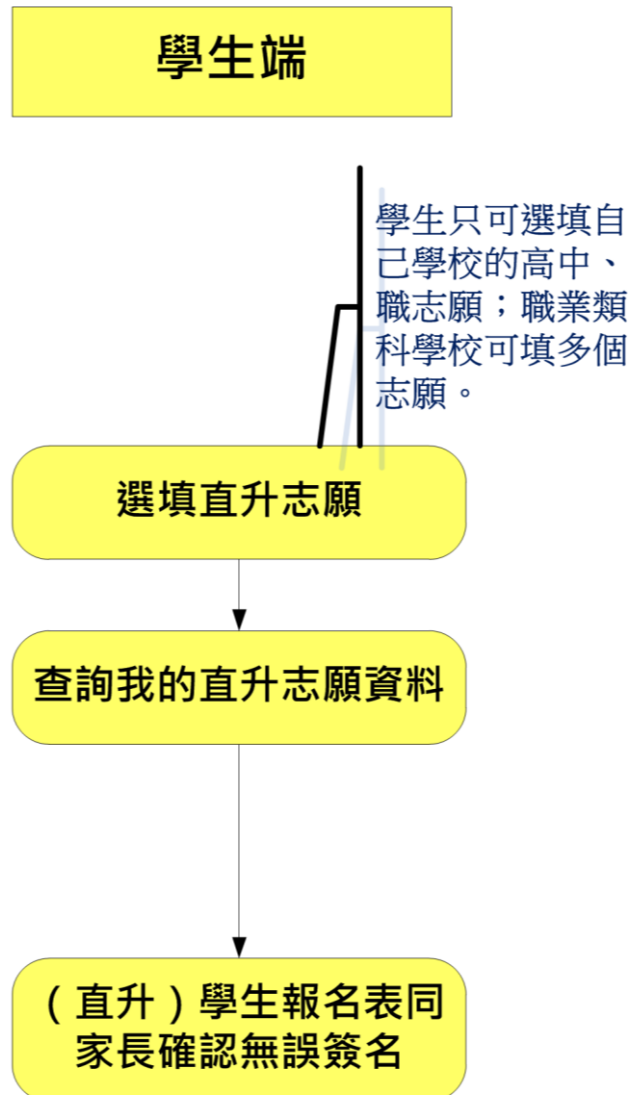 學生端
學生只可選填自
己學校的高中、
職志願；職業類
科學校可填多個
志願。
選填直升志願
查詢我的直升志願資料
（直升）學生報名表同
家長確認無誤簽名